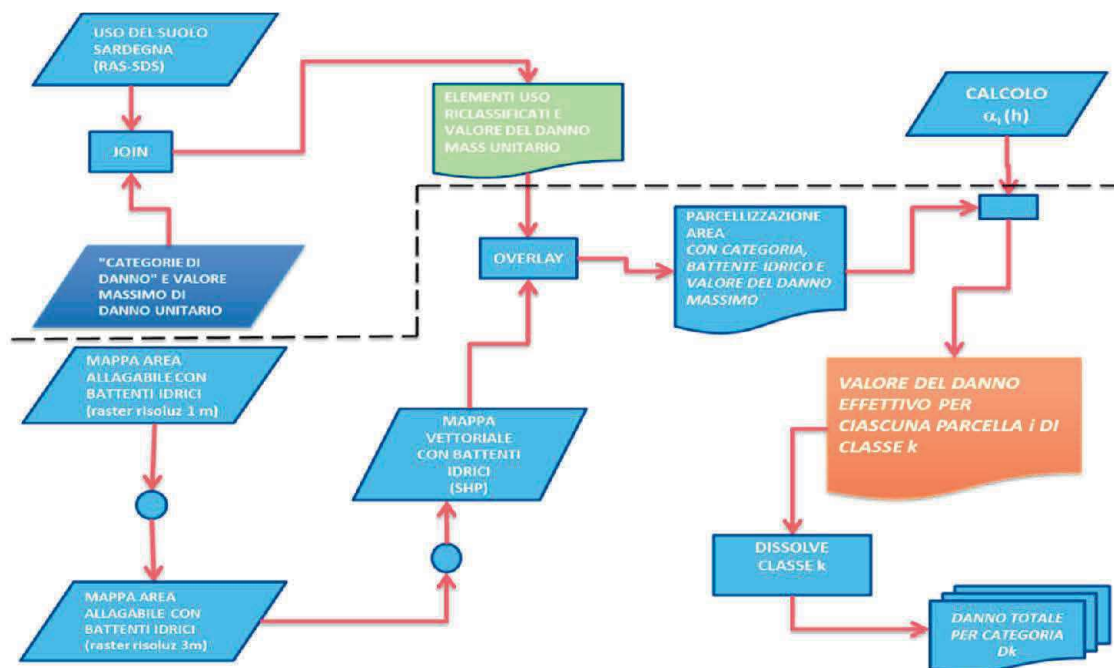 USO DEL SUOLO
SARDEGNA
(RAS-SDS)
JOIN
"CATEGORIE DI
DANNO" E VALORE
MASSIMO DI
DANNO UNITARIO
ELEMENTI USO
RICLASSIFICATI E
VALORE DEL DANNO
MASS UNITARIO
CALCOLO
αᵢ (h)
OVERLAY
PARCELLIZZAZIONE
AREA
CON CATEGORIA,
BATTENTE IDRICO E
VALORE DEL DANNO
MASSIMO
MAPPA AREA
ALLAGABILE CON
BATTENTI IDRICI
(raster risoluz 1 m)
MAPPA
VETTORIALE
CON BATTENTI
IDRICI
(SHP)
MAPPA AREA
ALLAGABILE CON
BATTENTI IDRICI
(raster risoluz 3m)
VALORE DEL DANNO
EFFETTIVO PER
CIASCUNA PARCELLA i DI
CLASSE k
DISSOLVE
CLASSE k
DANNO TOTALE
PER CATEGORIA
Dk